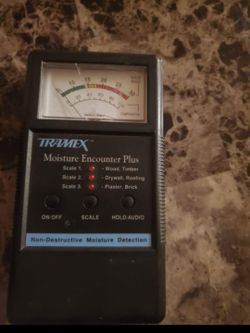 TRAMEX
Moisture Encounter Plus
Scale 1. - Wood, Timber
Scale 2. - Drywall, Roofing
Scale 3. - Plaster, Brick
ON/OFF SCALE HOLD/AUDIO
Non-Destructive Moisture Detection